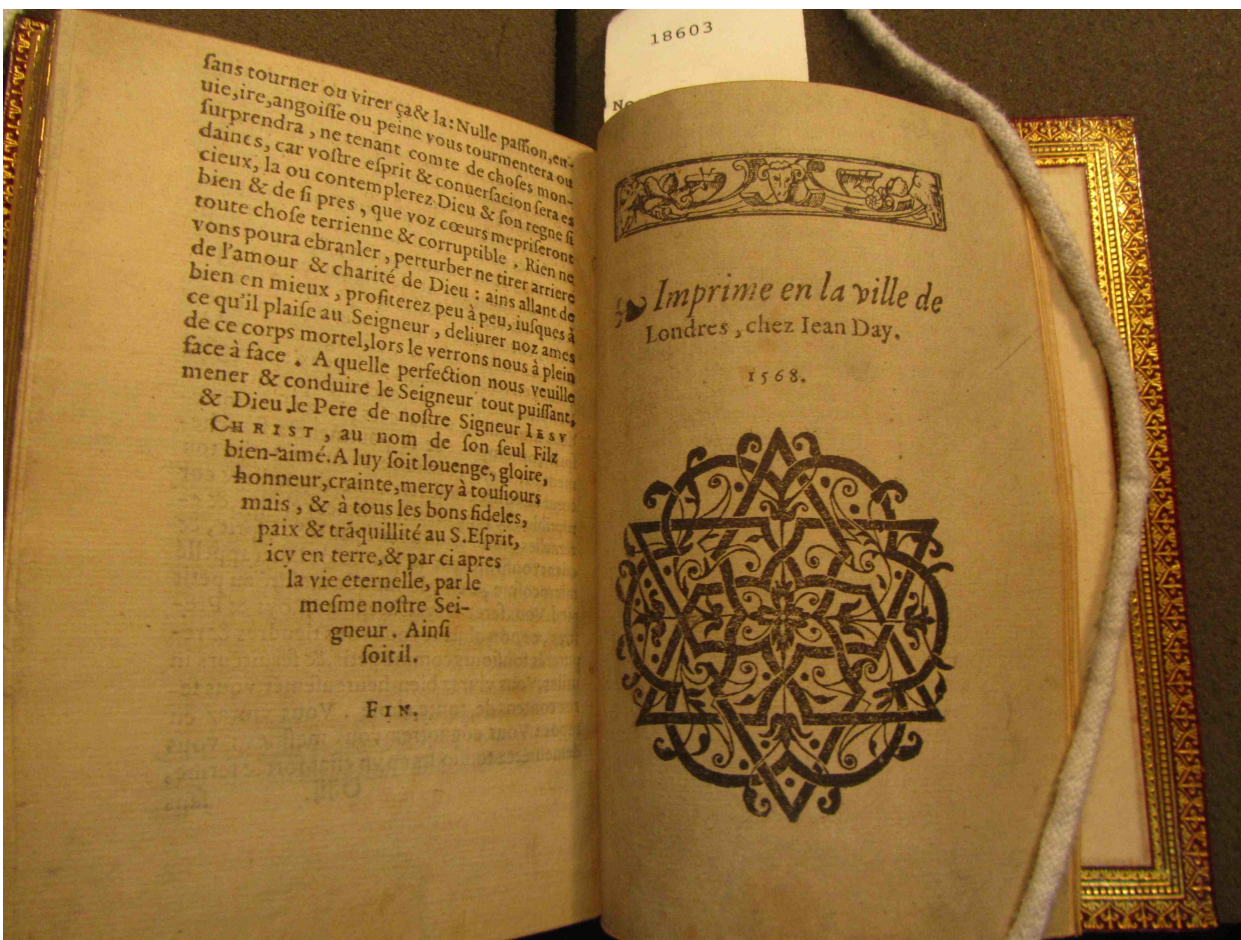 ſans tourner ou virer ça & la: Nulle paſſion, en-
uie, ire, angoiſſe ou peine vous tourmentera ou
ſurprendra, ne tenant comte de choſes mon-
daines, car voſtre eſprit & conuerſacion ſera es
cieux, la ou contemplerez Dieu & ſon regne ſi
bien & de ſi pres, que voz cœurs mepriſeront
toute choſe terrienne & corruptible. Rien ne
vons poura ebranler, perturber ne tirer arriere
de l'amour & charité de Dieu: ains allant de
bien en mieux, profiterez peu à peu, iuſques à
ce qu'il plaiſe au Seigneur, deliurer noz ames
de ce corps mortel, lors le verrons nous à plein
face à face. A quelle perfection nous veuille
mener & conduire le Seigneur tout puiſſant,
& Dieu le Pere de noſtre Signeur IESV
CHRIST, au nom de ſon ſeul Filz
bien-aimé. A luy ſoit louenge, gloire,
honneur, crainte, mercy à touſiours
mais, & à tous les bons fideles,
paix & trãquillité au S. Eſprit,
icy en terre, & par ci apres
la vie eternelle, par le
meſme noſtre Sei-
gneur. Ainſi
ſoit il.
FIN.
18603
Imprime en la ville de
Londres, chez Iean Day.
1568.